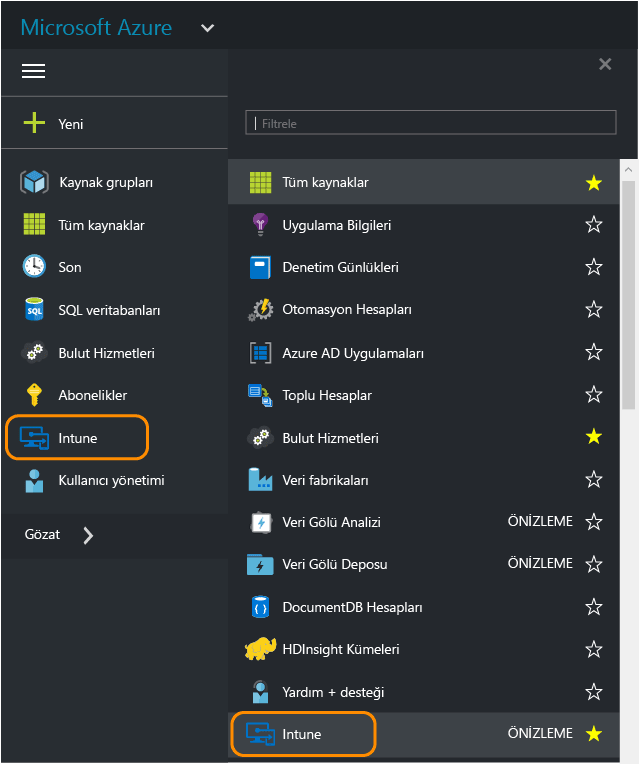 Microsoft Azure
Yeni
Kaynak grupları
Tüm kaynaklar
Son
SQL
SQL veritabanları
Bulut Hizmetleri
Abonelikler
Intune
Kullanıcı yönetimi
Gözat
Filtrele
Tüm kaynaklar
Uygulama Bilgileri
Denetim Günlükleri
Otomasyon Hesapları
Azure AD Uygulamaları
Toplu Hesaplar
Bulut Hizmetleri
Veri fabrikaları
Veri Gölü Analizi ÖNİZLEME
Veri Gölü Deposu ÖNİZLEME
DocumentDB Hesapları
HDInsight Kümeleri
Yardım + desteği
Intune ÖNİZLEME